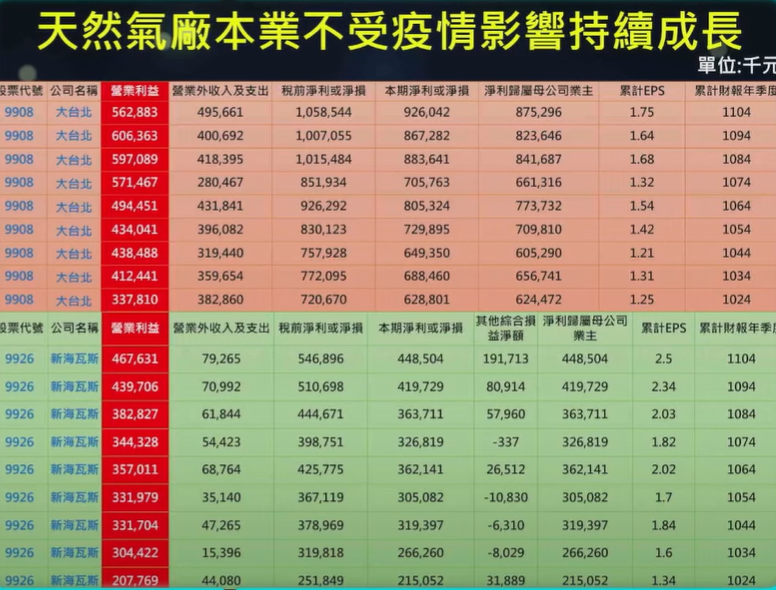 天然氣廠本業不受疫情影響持續成長
單位:千元
股票代號 公司名稱 營業利益 營業外收入及支出 稅前淨利或淨損 本期淨利或淨損 淨利歸屬母公司業主 累計EPS 累計財報年季度
9908 大台北 562,883 495,661 1,058,544 926,042 875,296 1.75 1104
9908 大台北 606,363 400,692 1,007,055 867,282 823,646 1.64 1094
9908 大台北 597,089 418,395 1,015,484 883,641 841,687 1.68 1084
9908 大台北 571,467 280,467 851,934 705,763 661,316 1.32 1074
9908 大台北 494,451 431,841 926,292 805,324 773,732 1.54 1064
9908 大台北 434,041 396,082 830,123 729,895 709,810 1.42 1054
9908 大台北 438,488 319,440 757,928 649,350 605,290 1.21 1044
9908 大台北 412,441 359,654 772,095 688,460 656,741 1.31 1034
9908 大台北 337,810 382,860 720,670 628,801 624,472 1.25 1024
股票代號 公司名稱 營業利益 營業外收入及支出 稅前淨利或淨損 本期淨利或淨損 其他綜合損益淨額 淨利歸屬母公司業主 累計EPS 累計財報年季度
9926 新海瓦斯 467,631 79,265 546,896 448,504 191,713 448,504 2.5 1104
9926 新海瓦斯 439,706 70,992 510,698 419,729 80,914 419,729 2.34 1094
9926 新海瓦斯 382,827 61,844 444,671 363,711 57,960 363,711 2.03 1084
9926 新海瓦斯 344,328 54,423 398,751 326,819 -337 326,819 1.82 1074
9926 新海瓦斯 357,011 68,764 425,775 362,141 26,512 362,141 2.02 1064
9926 新海瓦斯 331,979 35,140 367,119 305,082 -10,830 305,082 1.7 1054
9926 新海瓦斯 331,704 47,265 378,969 319,397 -6,310 319,397 1.84 1044
9926 新海瓦斯 304,422 15,396 319,818 266,260 -8,029 266,260 1.6 1034
9926 新海瓦斯 207,769 44,080 251,849 215,052 31,889 215,052 1.34 1024